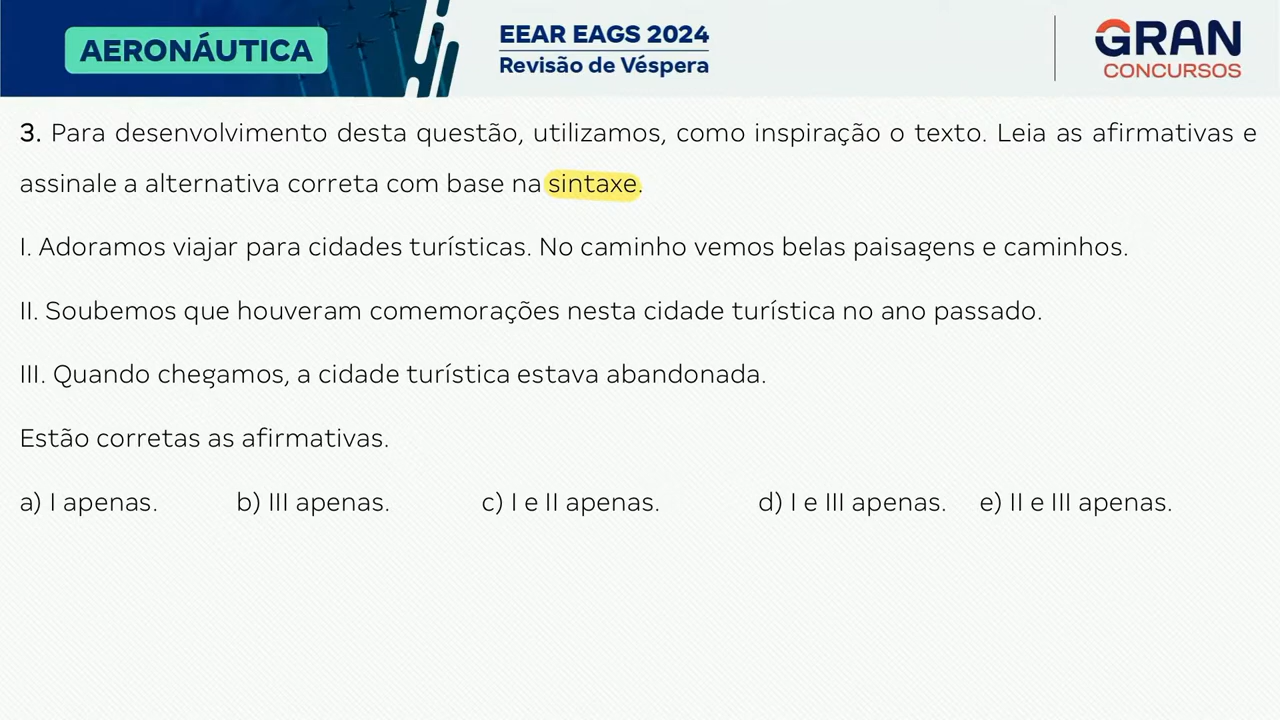 AERONÁUTICA
EEAR EAGS 2024
Revisão de Véspera
GRAN
CONCURSOS
3. Para desenvolvimento desta questão, utilizamos, como inspiração o texto. Leia as afirmativas e
assinale a alternativa correta com base na sintaxe.
I. Adoramos viajar para cidades turísticas. No caminho vemos belas paisagens e caminhos.
II. Soubemos que houveram comemorações nesta cidade turística no ano passado.
III. Quando chegamos, a cidade turística estava abandonada.
Estão corretas as afirmativas.
a) I apenas. b) III apenas. c) I e II apenas. d) I e III apenas. e) II e III apenas.